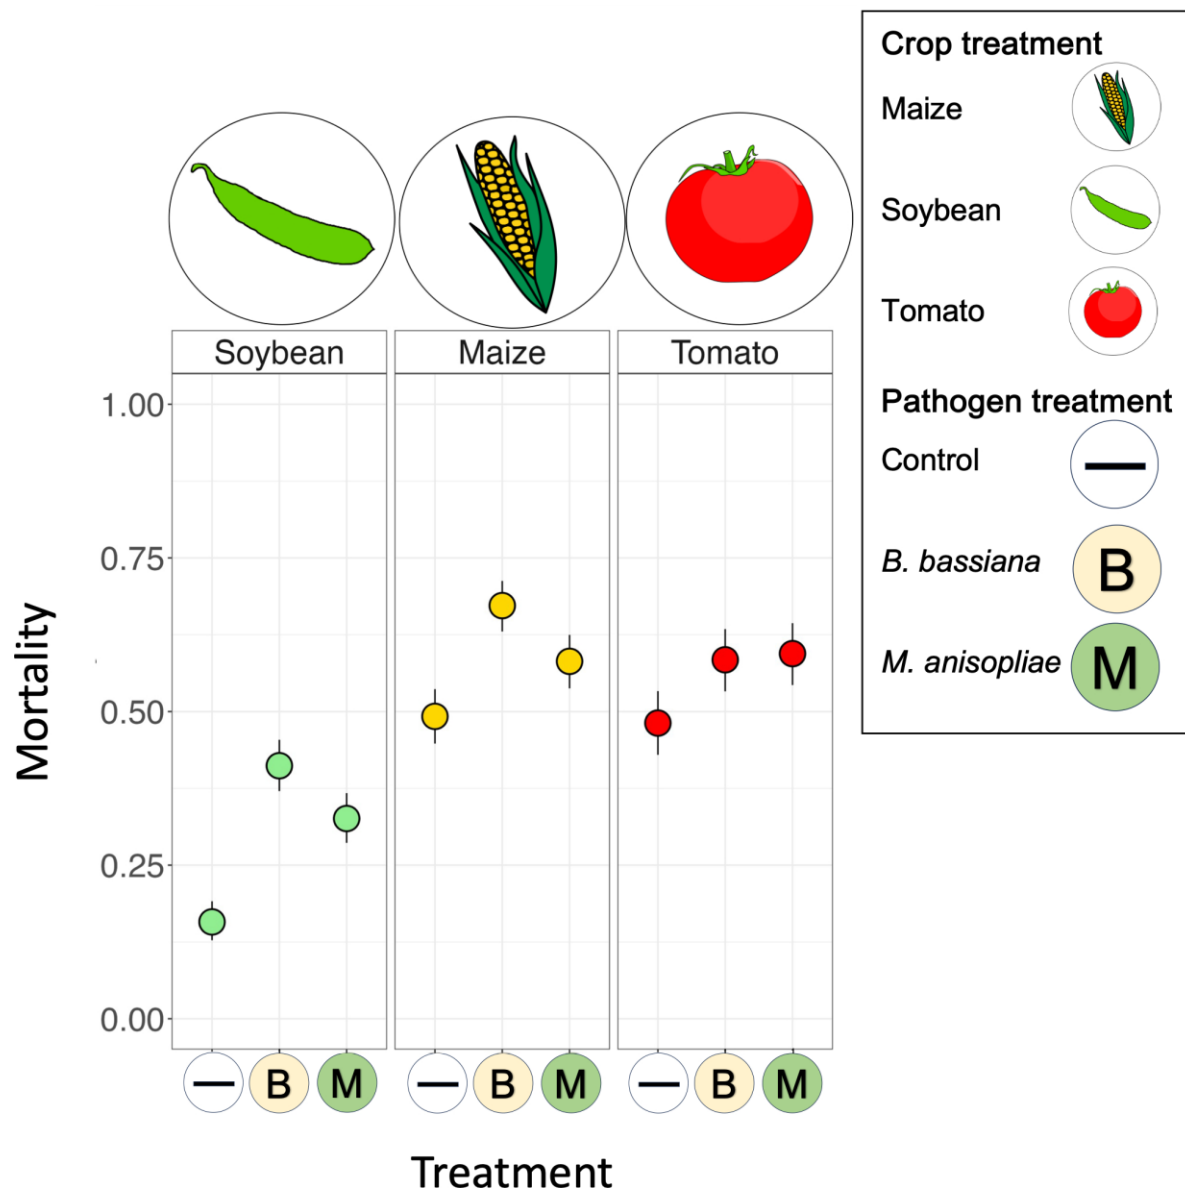 Crop treatment
Maize
Soybean
Tomato
Pathogen treatment
Control
—
B. bassiana
B
M. anisopliae
M
Soybean
Maize
Tomato
Mortality
1.00
0.75
0.50
0.25
0.00
— B M — B M — B M
Treatment